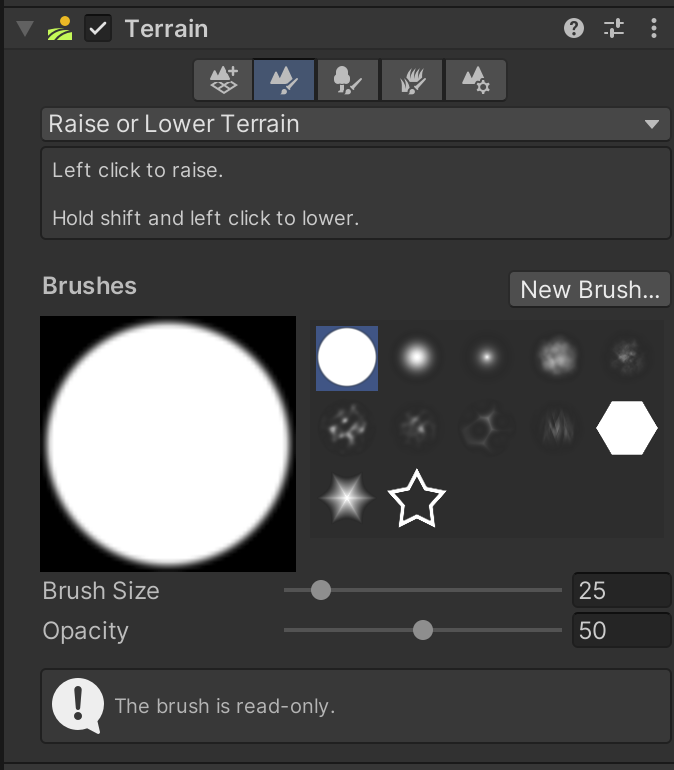 Terrain
Raise or Lower Terrain
Left click to raise.
Hold shift and left click to lower.
Brushes
New Brush...
Brush Size
25
Opacity
50
The brush is read-only.